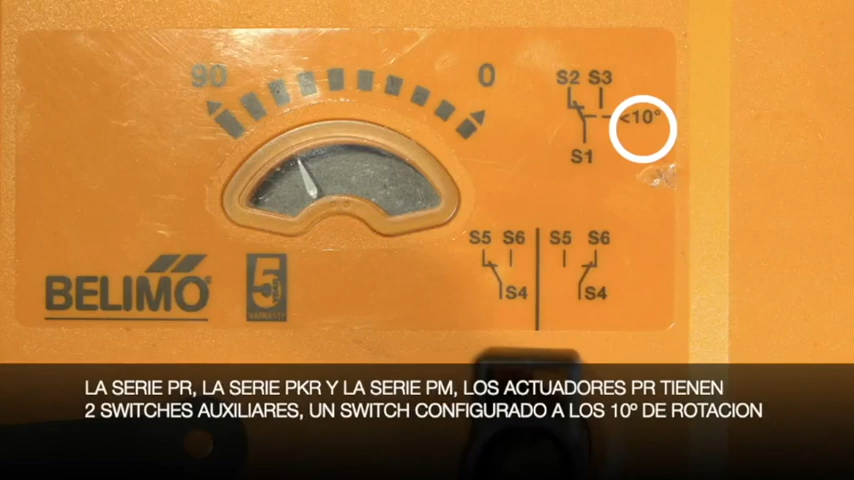 90 0
S2 S3
<10°
S1
S5 S6 S5 S6
S4 S4
BELIMO
5
WARRANTY
LA SERIE PR, LA SERIE PKR Y LA SERIE PM, LOS ACTUADORES PR TIENEN
2 SWITCHES AUXILIARES, UN SWITCH CONFIGURADO A LOS 10º DE ROTACION